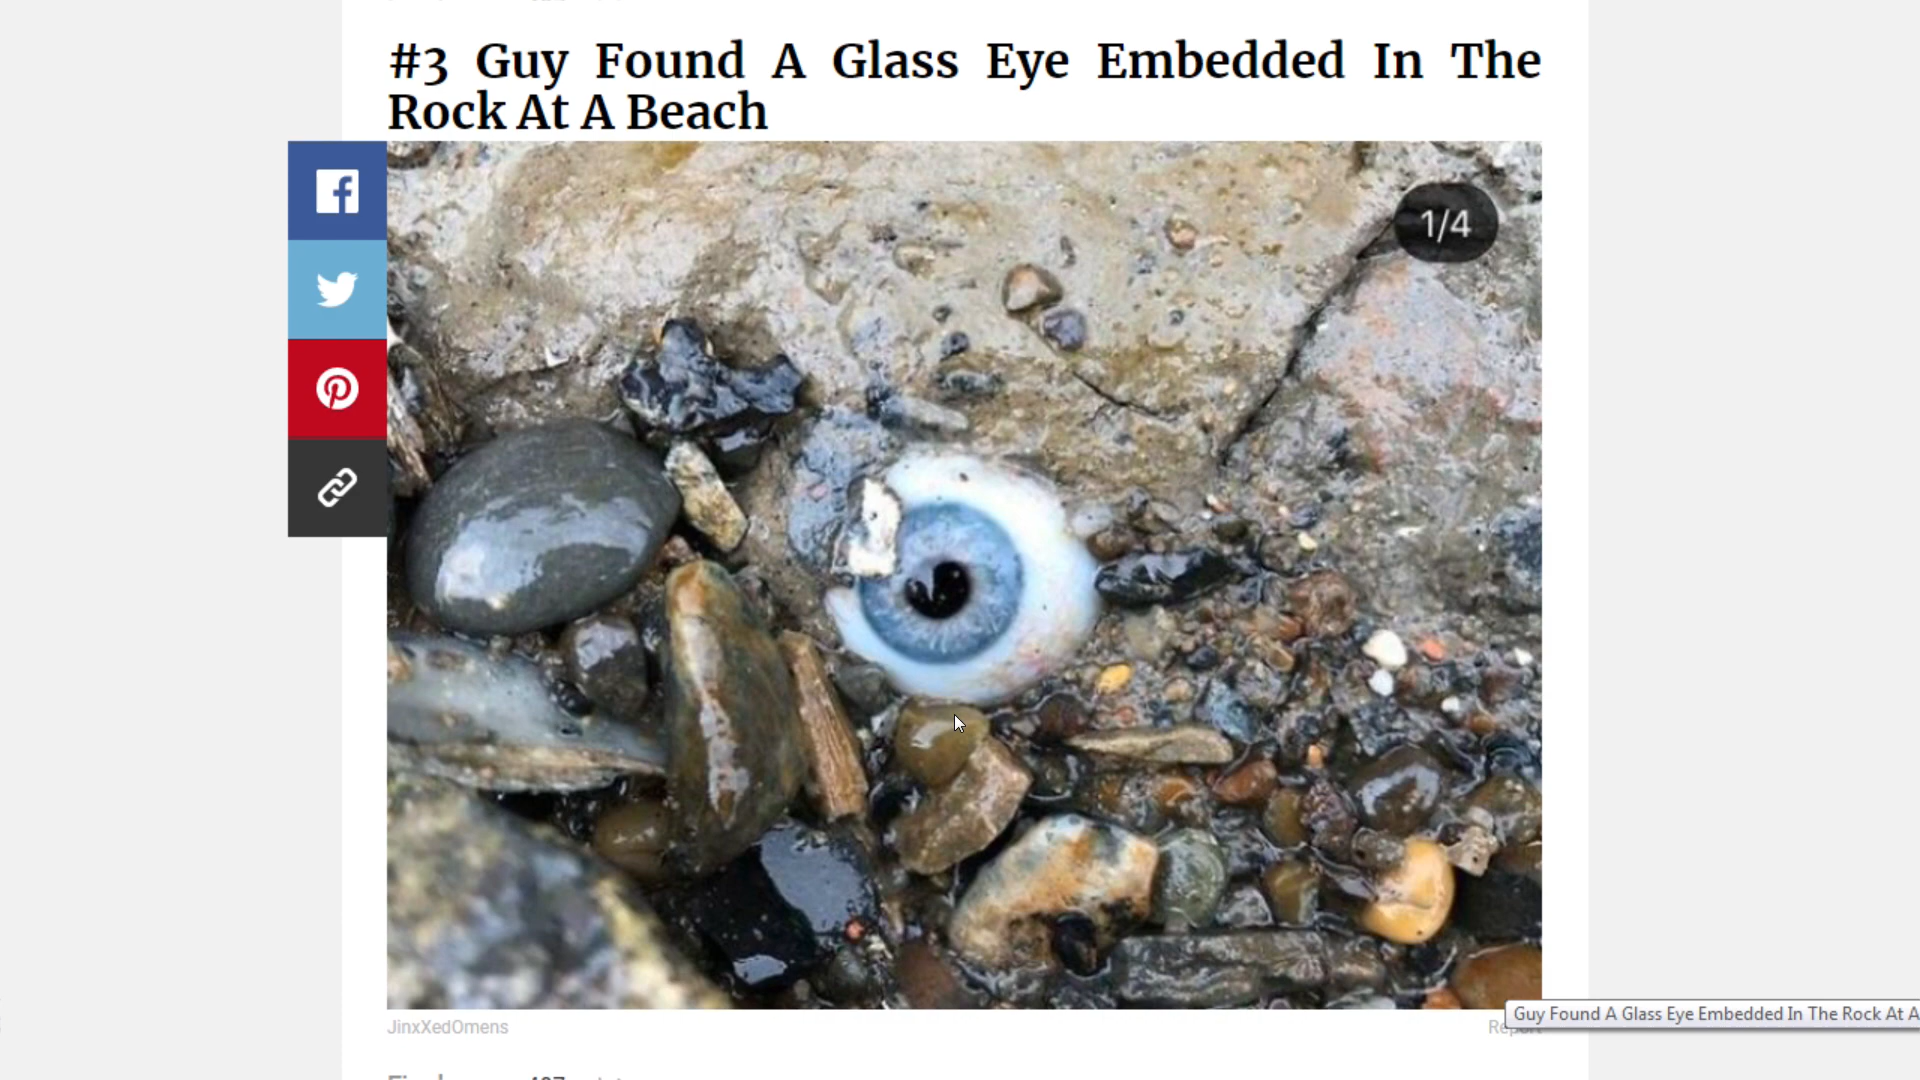 #3 Guy Found A Glass Eye Embedded In The
Rock At A Beach
1/4
JinxXedOmens
Guy Found A Glass Eye Embedded In The Rock At A